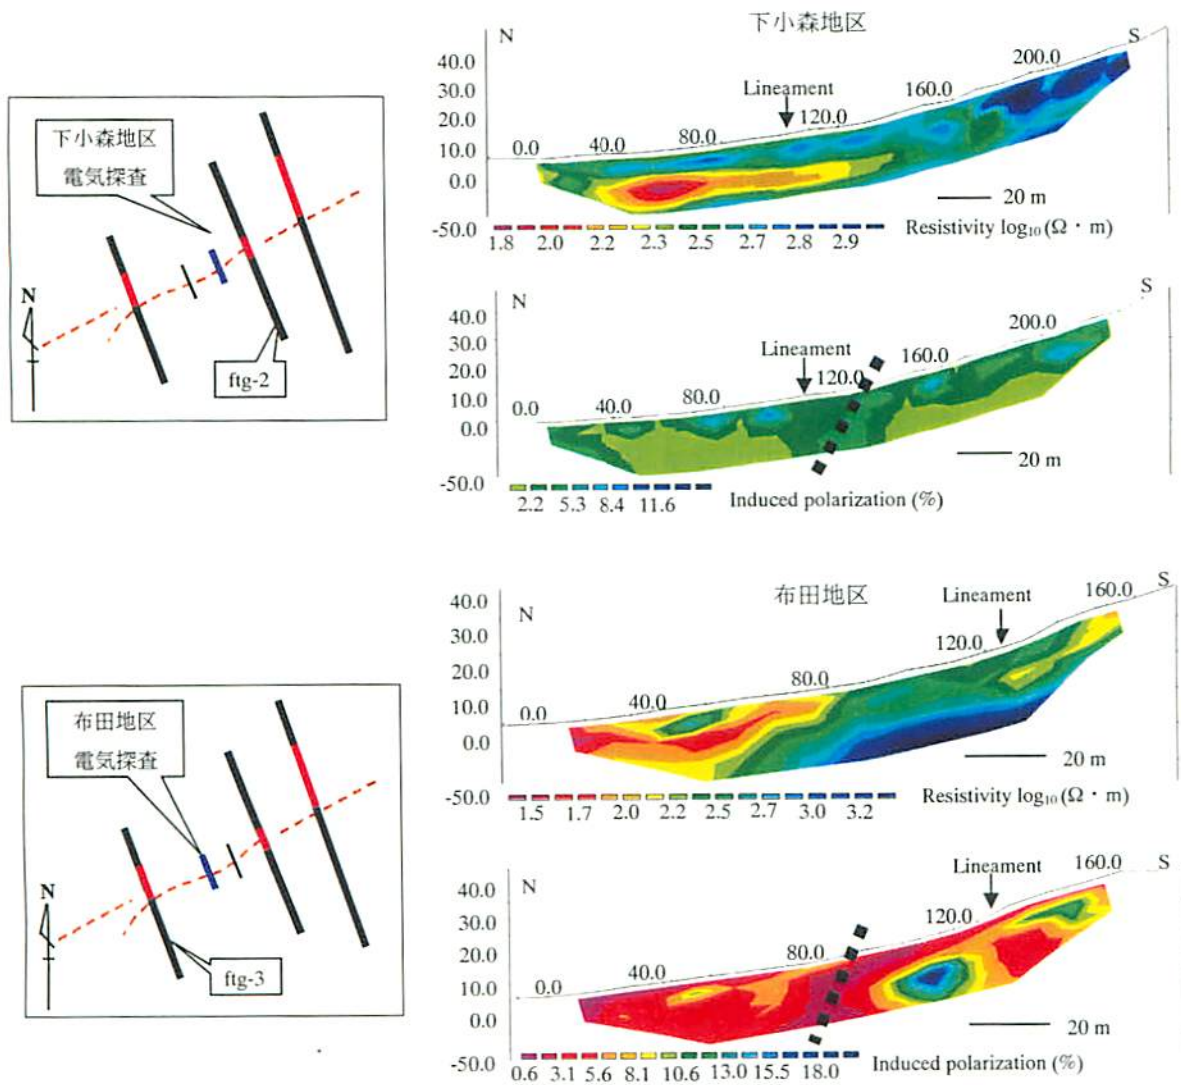 下小森地区
N
S
40.0
30.0
20.0
10.0
0.0
-50.0
0.0
40.0
80.0
Lineament
120.0
160.0
200.0
20 m
1.8 2.0 2.2 2.3 2.5 2.7 2.8 2.9
Resistivity log₁₀ (Ω・m)
下小森地区
電気探査
N
ftg-2
N
S
40.0
30.0
20.0
10.0
0.0
-50.0
0.0
40.0
80.0
Lineament
120.0
160.0
200.0
20 m
2.2 5.3 8.4 11.6
Induced polarization (%)
布田地区
N
S
40.0
30.0
20.0
10.0
0.0
-50.0
0.0
40.0
80.0
120.0
Lineament
160.0
20 m
1.5 1.7 2.0 2.2 2.5 2.7 3.0 3.2
Resistivity log₁₀ (Ω・m)
布田地区
電気探査
N
ftg-3
N
S
40.0
30.0
20.0
10.0
0.0
-50.0
0.0
40.0
80.0
120.0
Lineament
160.0
20 m
0.6 3.1 5.6 8.1 10.6 13.0 15.5 18.0
Induced polarization (%)